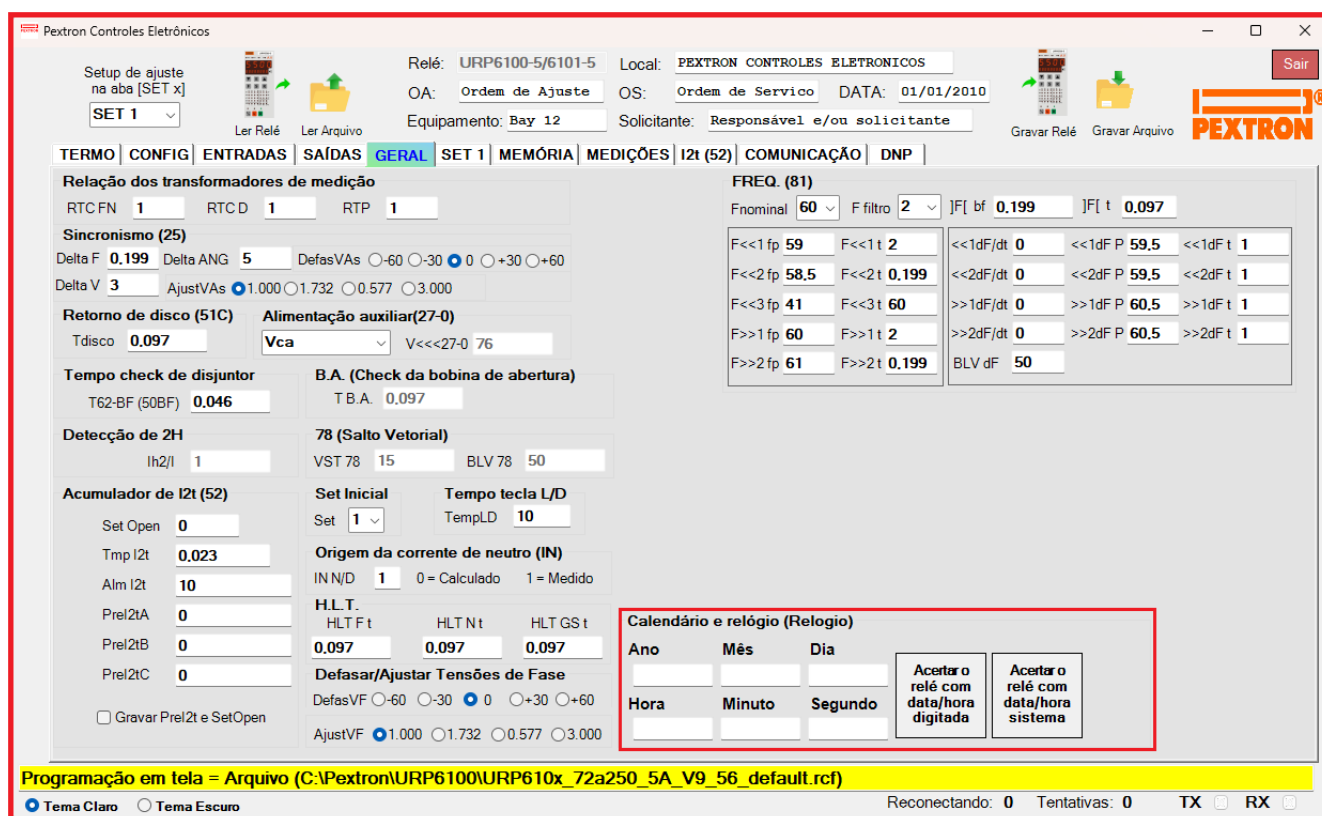 Pextron Controles Eletrônicos
Setup de ajuste
na aba [SET x]
SET 1
Ler Relé
Ler Arquivo
Relé: URP6100-5/6101-5
OA: Ordem de Ajuste
Equipamento: Bay 12
Local: PEXTRON CONTROLES ELETRONICOS
OS: Ordem de Servico DATA: 01/01/2010
Solicitante: Responsável e/ou solicitante
Gravar Relé
Gravar Arquivo
Sair
PEXTRON®
TERMO CONFIG ENTRADAS SAÍDAS GERAL SET 1 MEMÓRIA MEDIÇÕES I2t (52) COMUNICAÇÃO DNP
Relação dos transformadores de medição
RTC FN 1 RTC D 1 RTP 1
Sincronismo (25)
Delta F 0,199 Delta ANG 5 DefasVAs -60 -30 0 +30 +60
Delta V 3 AjustVAs 1.000 1.732 0.577 3.000
Retorno de disco (51C)
Tdisco 0,097
Alimentação auxiliar(27-0)
Vca V<<<27-0 76
Tempo check de disjuntor
T62-BF (50BF) 0,046
B.A. (Check da bobina de abertura)
T B.A. 0,097
Detecção de 2H
Ih2/I 1
78 (Salto Vetorial)
VST 78 15 BLV 78 50
Acumulador de I2t (52)
Set Open 0
Tmp I2t 0,023
Alm I2t 10
PreI2tA 0
PreI2tB 0
PreI2tC 0
Gravar PreI2t e SetOpen
Set Inicial
Set 1
Tempo tecla L/D
TempLD 10
Origem da corrente de neutro (IN)
IN N/D 1 0 = Calculado 1 = Medido
H.L.T.
HLT F t HLT N t HLT GS t
0,097 0,097 0,097
Defasar/Ajustar Tensões de Fase
DefasVF -60 -30 0 +30 +60
AjustVF 1.000 1.732 0.577 3.000
FREQ. (81)
Fnominal 60 F filtro 2 ]F[ bf 0,199 ]F[ t 0,097
F<<1 fp 59 F<<1 t 2 <<1dF/dt 0 <<1dF P 59,5 <<1dF t 1
F<<2 fp 58,5 F<<2 t 0,199 <<2dF/dt 0 <<2dF P 59,5 <<2dF t 1
F<<3 fp 41 F<<3 t 60 >>1dF/dt 0 >>1dF P 60,5 >>1dF t 1
F>>1 fp 60 F>>1 t 2 >>2dF/dt 0 >>2dF P 60,5 >>2dF t 1
F>>2 fp 61 F>>2 t 0,199 BLV dF 50
Calendário e relógio (Relogio)
Ano Mês Dia
Hora Minuto Segundo
Acertar o
relé com
data/hora
digitada
Acertar o
relé com
data/hora
sistema
Programação em tela = Arquivo (C:\Pextron\URP6100\URP610x_72a250_5A_V9_56_default.rcf)
Tema Claro Tema Escuro
Reconectando: 0 Tentativas: 0 TX RX